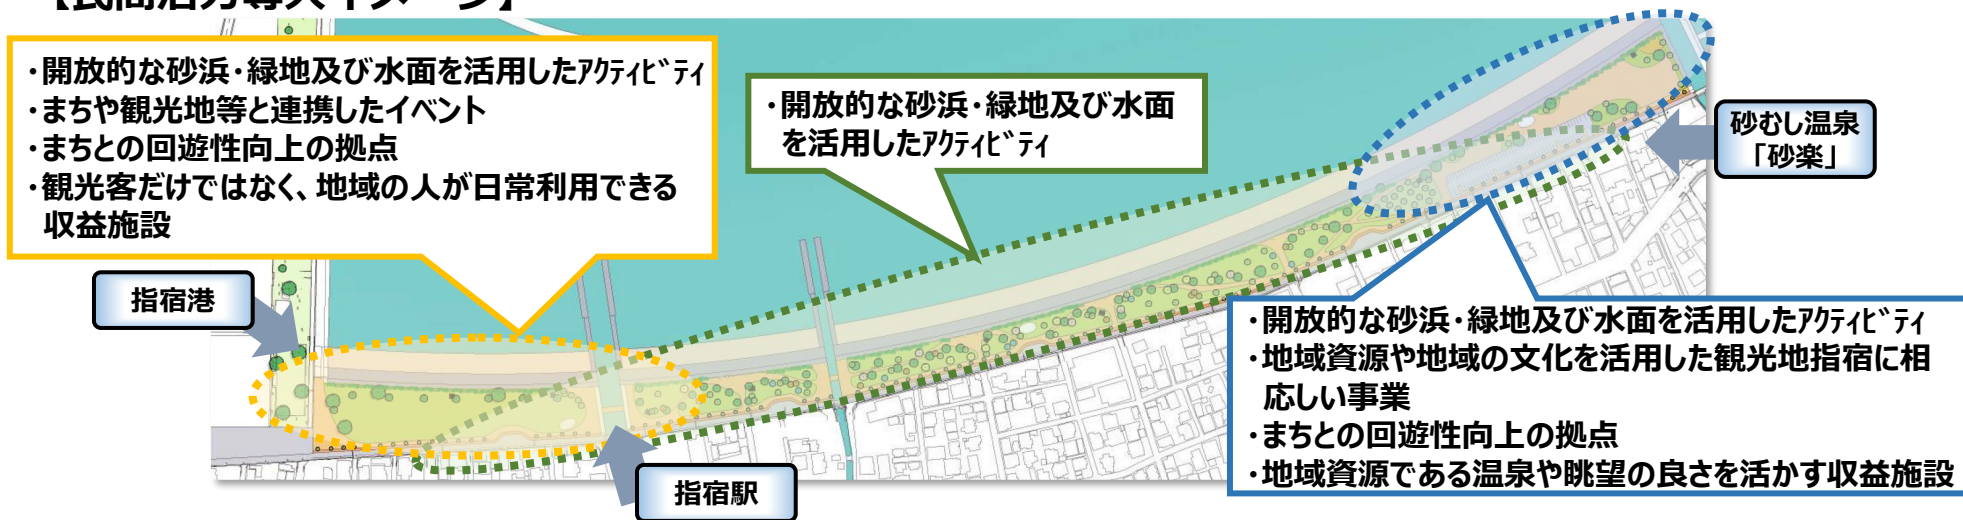 【民間活力導入イメージ】
・開放的な砂浜・緑地及び水面を活用したｱｸﾃｨﾋﾞﾃｨ
・まちや観光地等と連携したイベント
・まちとの回遊性向上の拠点
・観光客だけではなく、地域の人が日常利用できる
収益施設
・開放的な砂浜・緑地及び水面
を活用したｱｸﾃｨﾋﾞﾃｨ
砂むし温泉
「砂楽」
指宿港
指宿駅
・開放的な砂浜・緑地及び水面を活用したｱｸﾃｨﾋﾞﾃｨ
・地域資源や地域の文化を活用した観光地指宿に相
応しい事業
・まちとの回遊性向上の拠点
・地域資源である温泉や眺望の良さを活かす収益施設